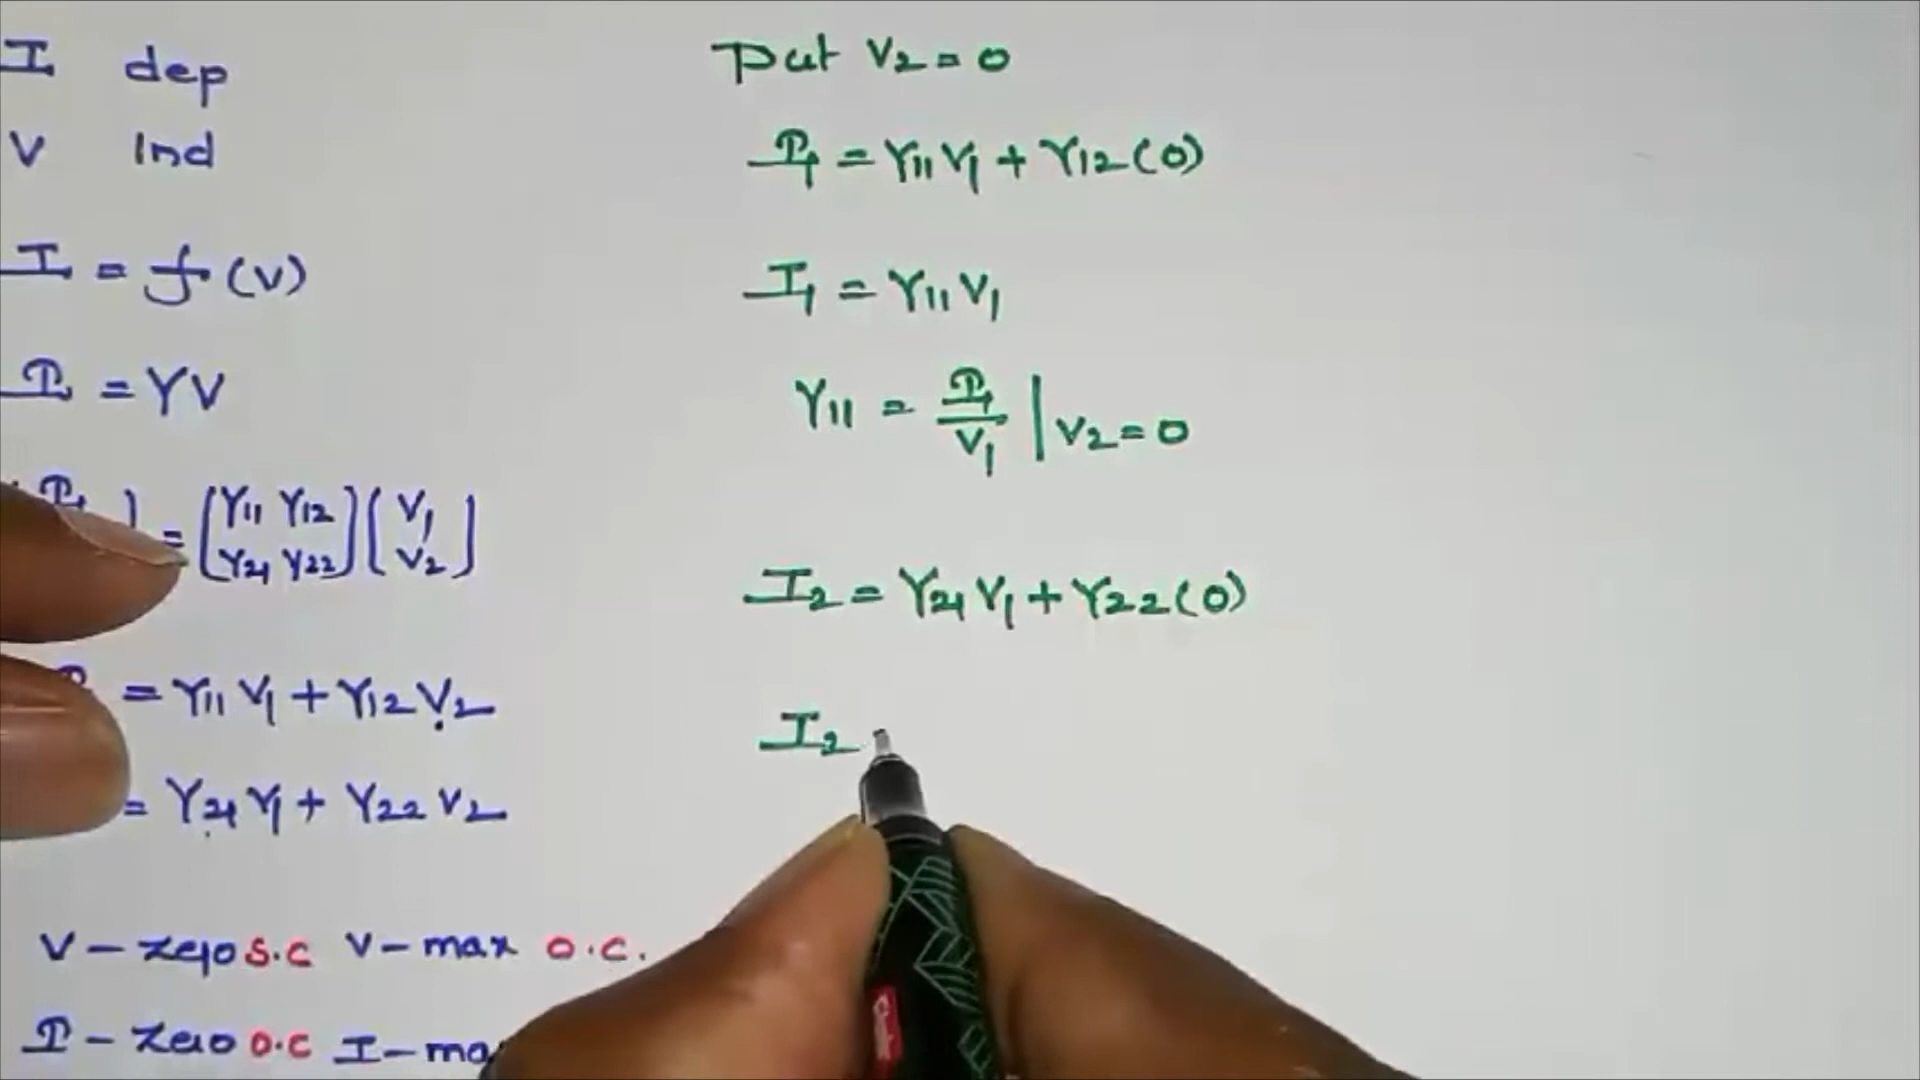 I dep
V Ind
I = f(V)
I = YV
[I1 ] = [Y11 Y12 Y21 Y22] [V1 V2]
I = Y11 V1 + Y12 V2
= Y21 V1 + Y22 V2
V - zero S.C V - max O.C.
I - zero O.C I - ma
Put V2 = 0
I1 = Y11 V1 + Y12 (0)
I1 = Y11 V1
Y11 = I1/V1 | V2 = 0
I2 = Y21 V1 + Y22 (0)
I2